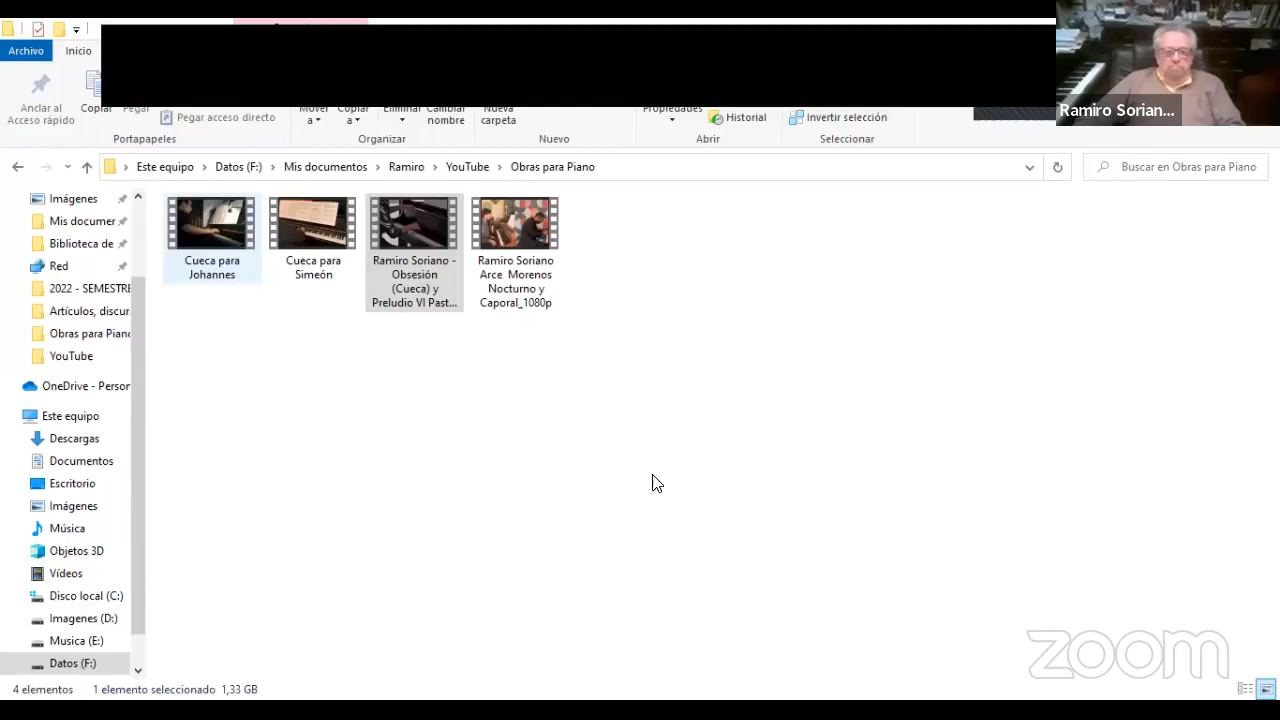 Archivo
Inicio
Anclar al
Acceso rápido
Copiar
Pegar
Pegar acceso directo
Mover
a
Copiar
a
Eliminar
Cambiar
nombre
Nueva
carpeta
Propiedades
Historial
Invertir selección
Portapapeles
Organizar
Nuevo
Abrir
Seleccionar
Ramiro Sorian...
Este equipo > Datos (F:) > Mis documentos > Ramiro > YouTube > Obras para Piano
Buscar en Obras para Piano
Imágenes
Mis documer
Biblioteca de
Red
2022 - SEMESTRE
Artículos, discur
Obras para Piano
YouTube
OneDrive - Person
Este equipo
Descargas
Documentos
Escritorio
Imágenes
Música
Objetos 3D
Vídeos
Disco local (C:)
Imagenes (D:)
Musica (E:)
Datos (F:)
Cueca para
Johannes
Cueca para
Simeón
Ramiro Soriano -
Obsesión
(Cueca) y
Preludio VI Past...
Ramiro Soriano
Arce Morenos
Nocturno y
Caporal_1080p
4 elementos
1 elemento seleccionado 1,33 GB
zoom